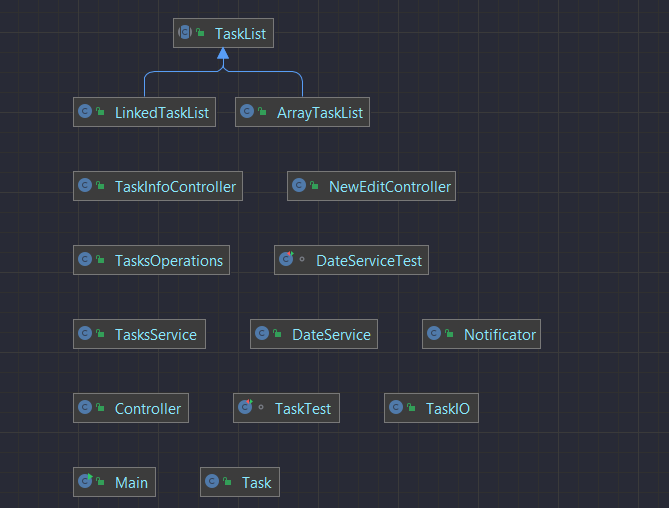 TaskList
LinkedTaskList ArrayTaskList
TaskInfoController NewEditController
TasksOperations DateServiceTest
TasksService DateService Notificator
Controller TaskTest TaskIO
Main Task